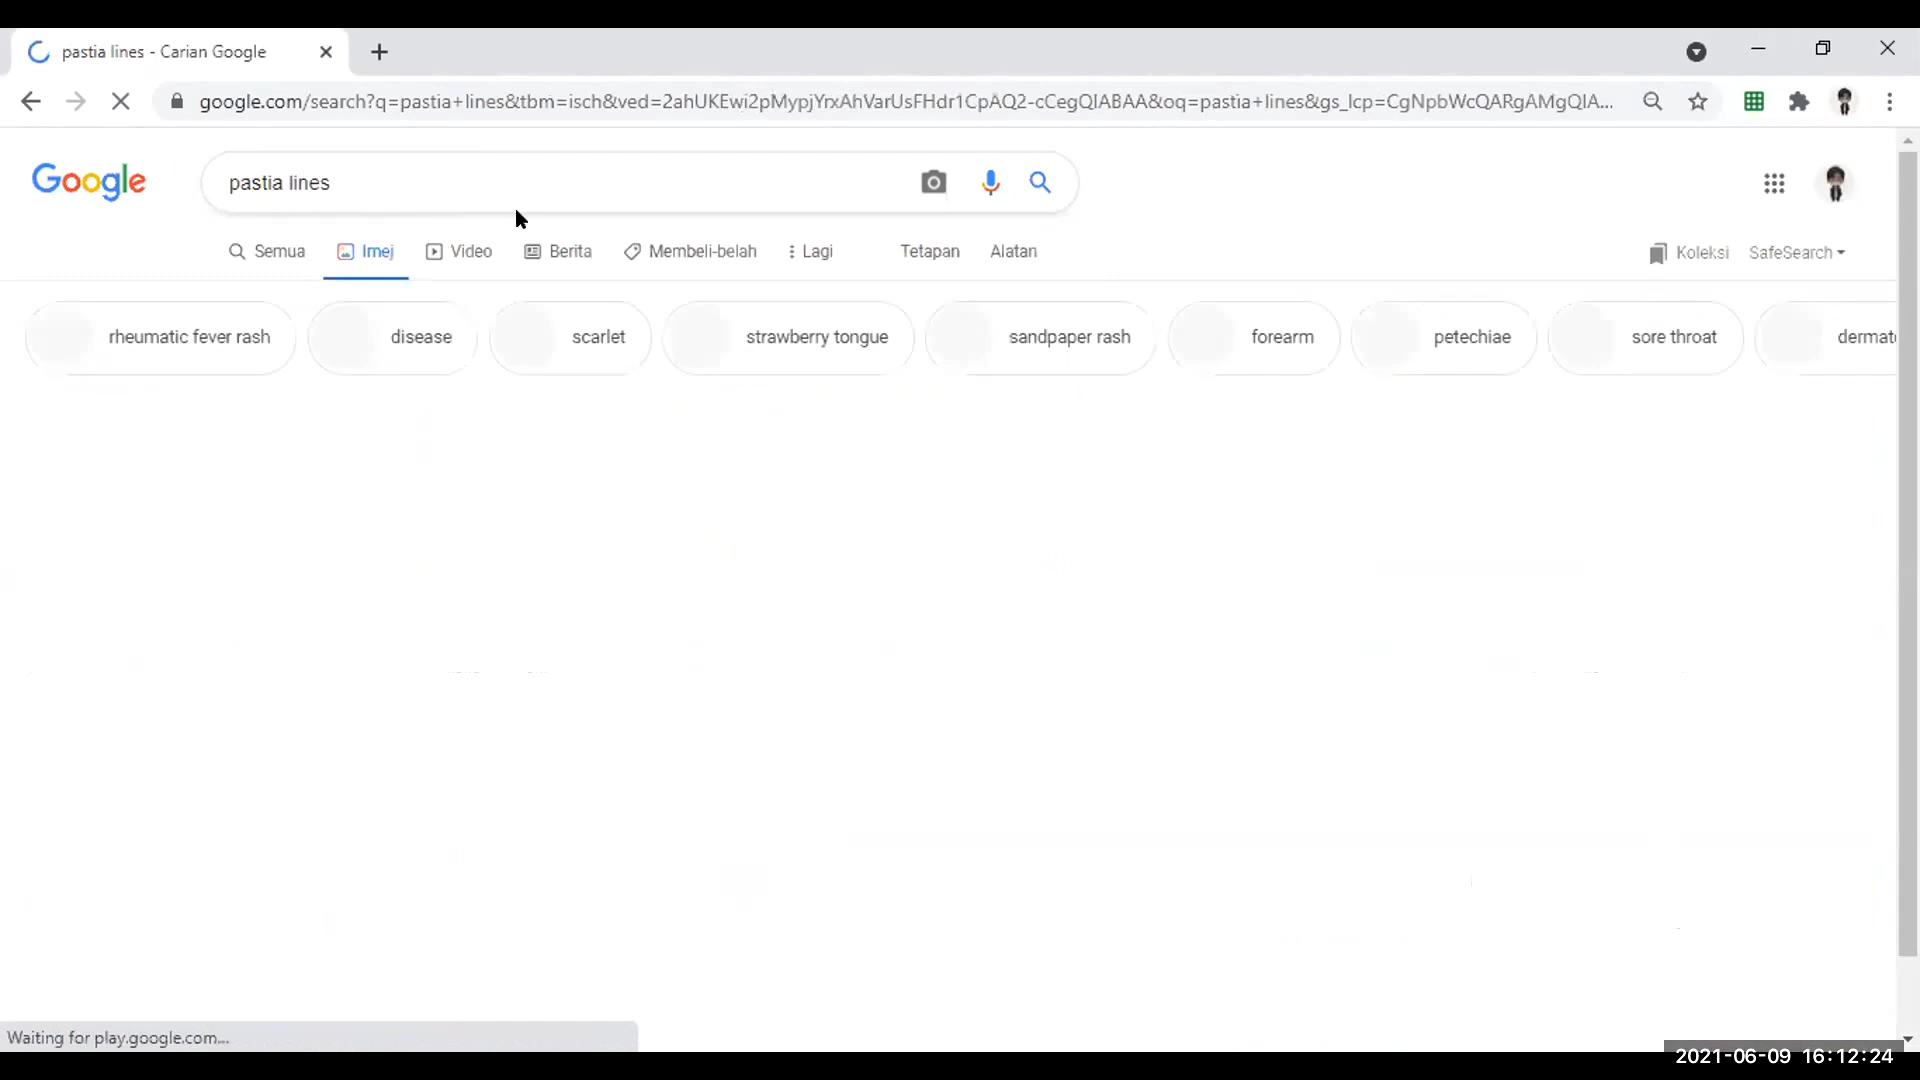 pastia lines - Carian Google
google.com/search?q=pastia+lines&tbm=isch&ved=2ahUKEwi2pMypjYrxAhVarUsFHdr1CpAQ2-cCegQIABAA&oq=pastia+lines&gs_lcp=CgNpbWcQARgAMgQIA...
Google
pastia lines
Semua Imej Video Berita Membeli-belah Lagi Tetapan Alatan Koleksi SafeSearch
rheumatic fever rash disease scarlet strawberry tongue sandpaper rash forearm petechiae sore throat dermat
Waiting for play.google.com...
2021-06-09 16:12:24